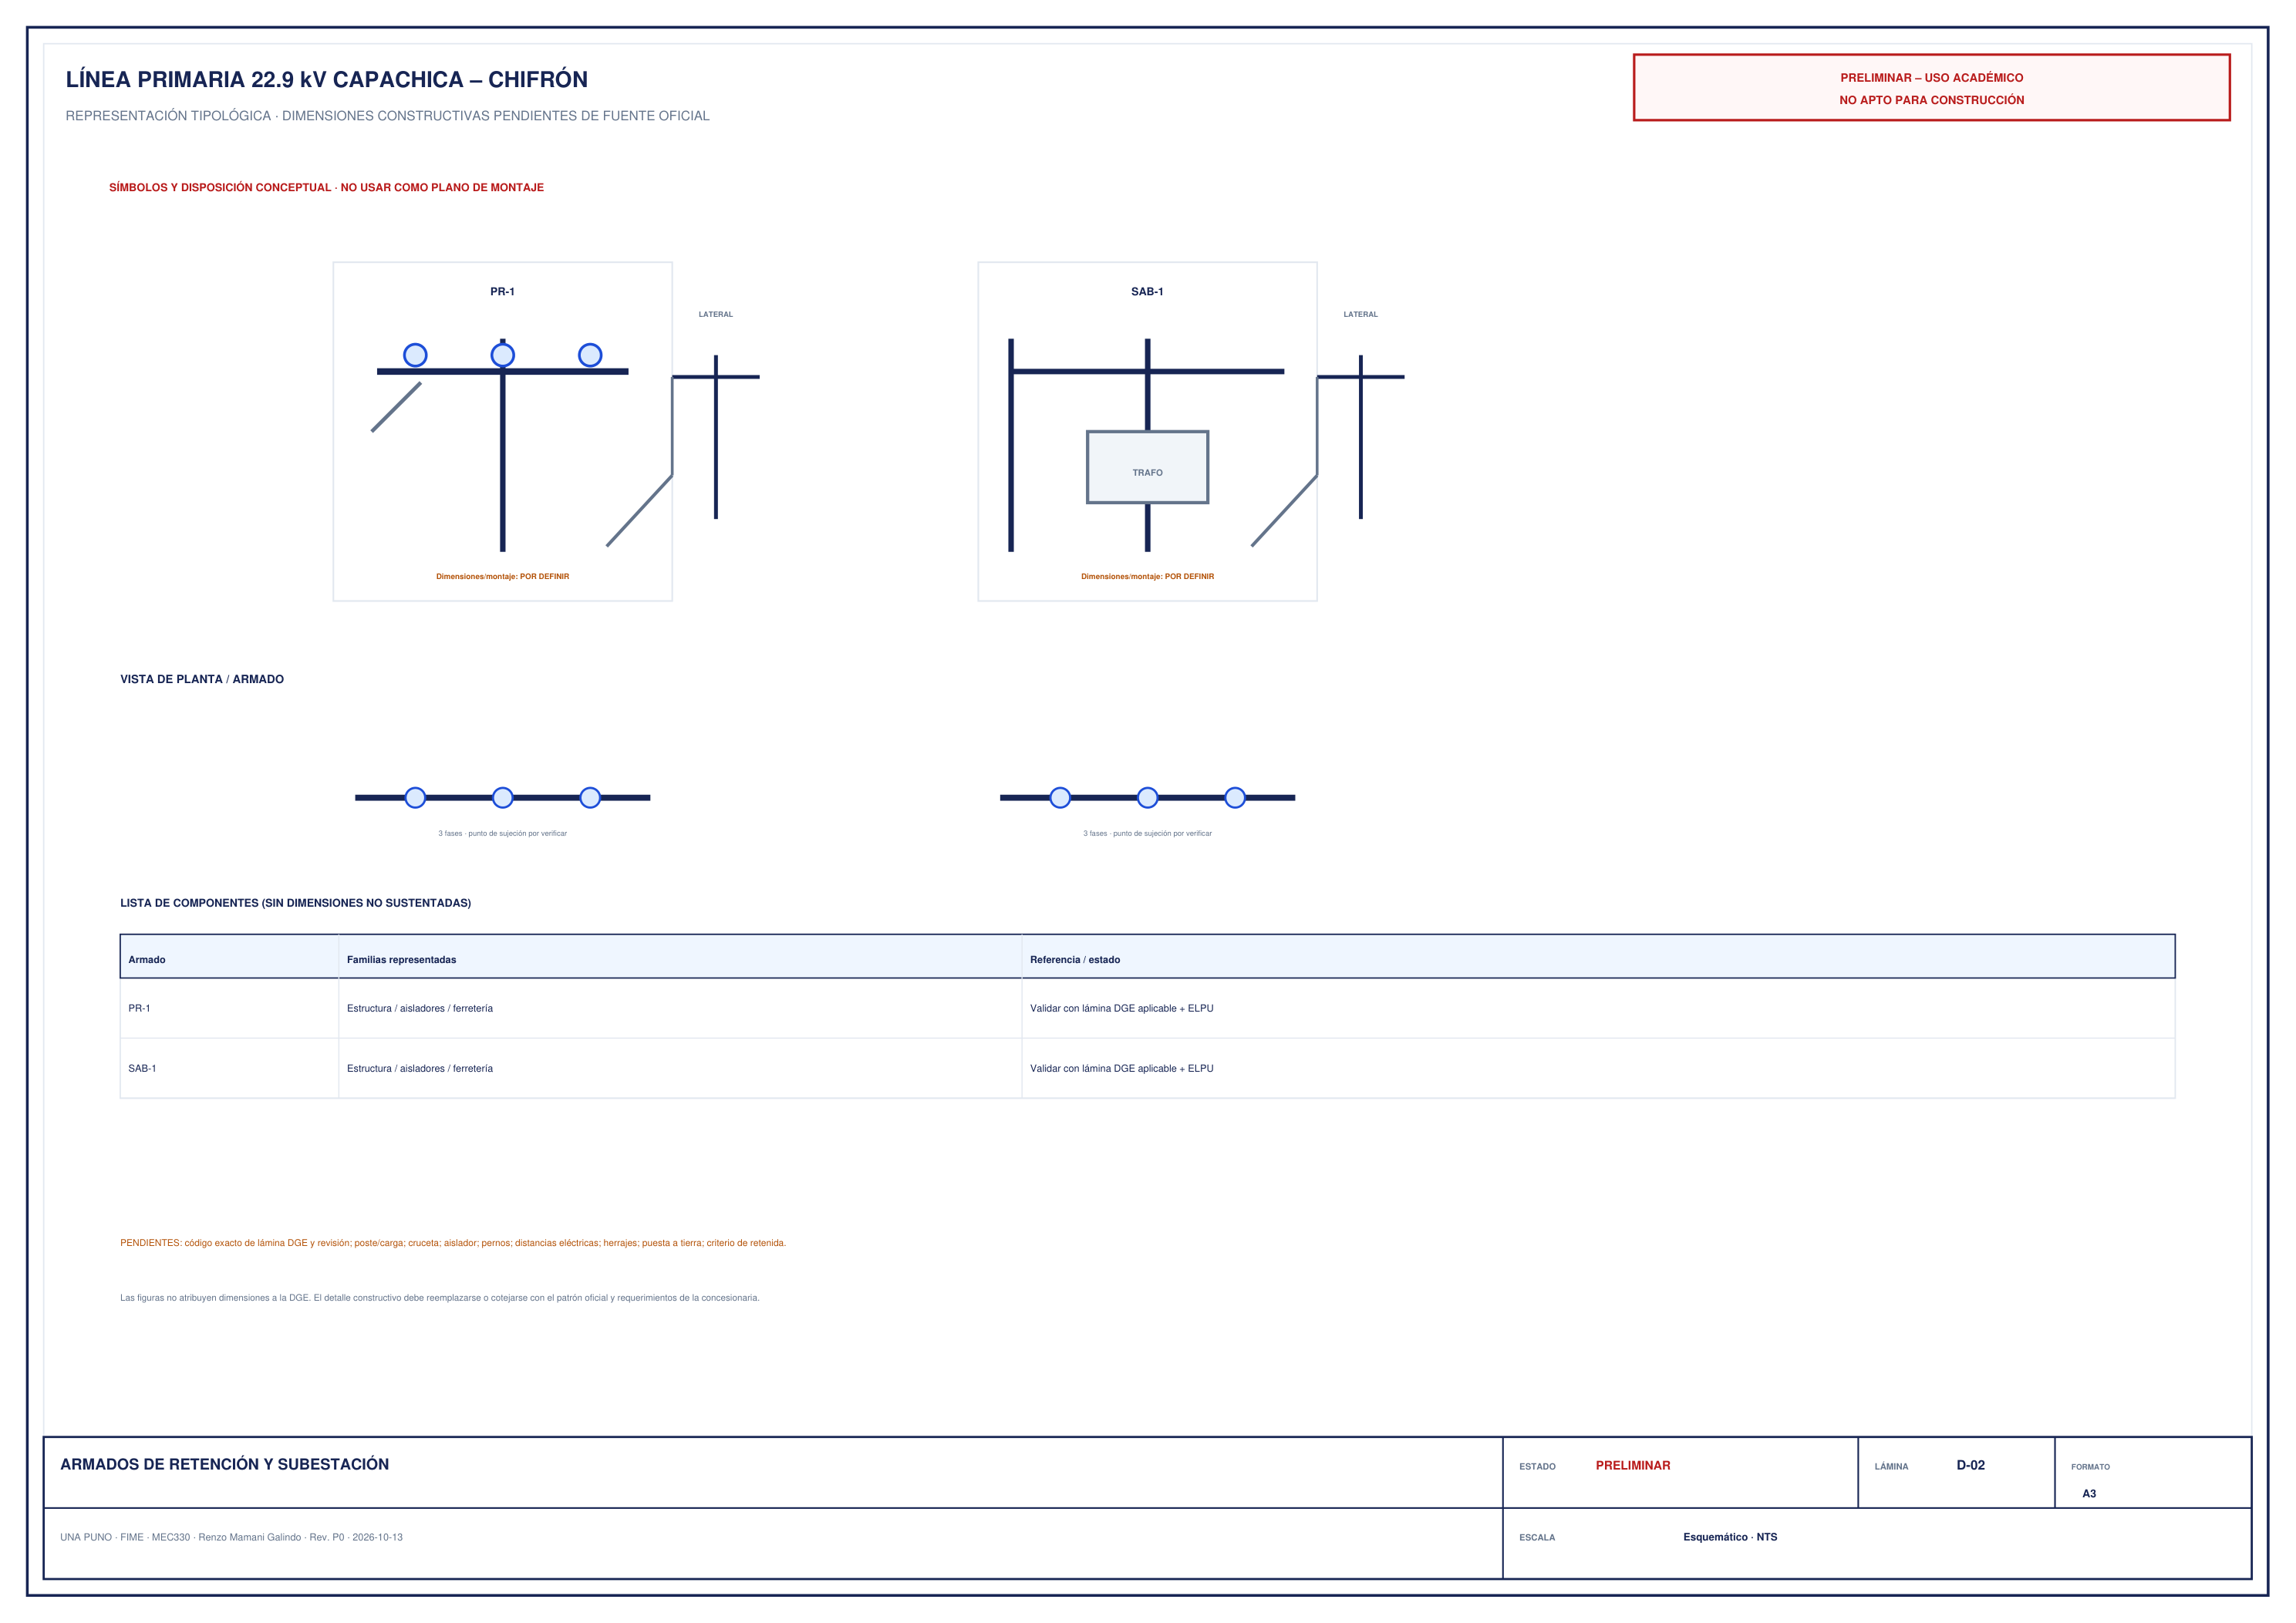 LÍNEA PRIMARIA 22.9 kV CAPACHICA – CHIFRÓN
REPRESENTACIÓN TIPOLÓGICA · DIMENSIONES CONSTRUCTIVAS PENDIENTES DE FUENTE OFICIAL
PRELIMINAR – USO ACADÉMICO
NO APTO PARA CONSTRUCCIÓN
SÍMBOLOS Y DISPOSICIÓN CONCEPTUAL · NO USAR COMO PLANO DE MONTAJE
PR-1
LATERAL
Dimensiones/montaje: POR DEFINIR
SAB-1
LATERAL
TRAFO
Dimensiones/montaje: POR DEFINIR
VISTA DE PLANTA / ARMADO
3 fases · punto de sujeción por verificar
3 fases · punto de sujeción por verificar
LISTA DE COMPONENTES (SIN DIMENSIONES NO SUSTENTADAS)
Armado Familias representadas Referencia / estado
PR-1 Estructura / aisladores / ferretería Validar con lámina DGE aplicable + ELPU
SAB-1 Estructura / aisladores / ferretería Validar con lámina DGE aplicable + ELPU
PENDIENTES: código exacto de lámina DGE y revisión; poste/carga; cruceta; aislador; pernos; distancias eléctricas; herrajes; puesta a tierra; criterio de retenida.
Las figuras no atribuyen dimensiones a la DGE. El detalle constructivo debe reemplazarse o cotejarse con el patrón oficial y requerimientos de la concesionaria.
ARMADOS DE RETENCIÓN Y SUBESTACIÓN
ESTADO PRELIMINAR
LÁMINA D-02
FORMATO
A3
UNA PUNO · FIME · MEC330 · Renzo Mamani Galindo · Rev. P0 · 2026-10-13
ESCALA Esquemático · NTS